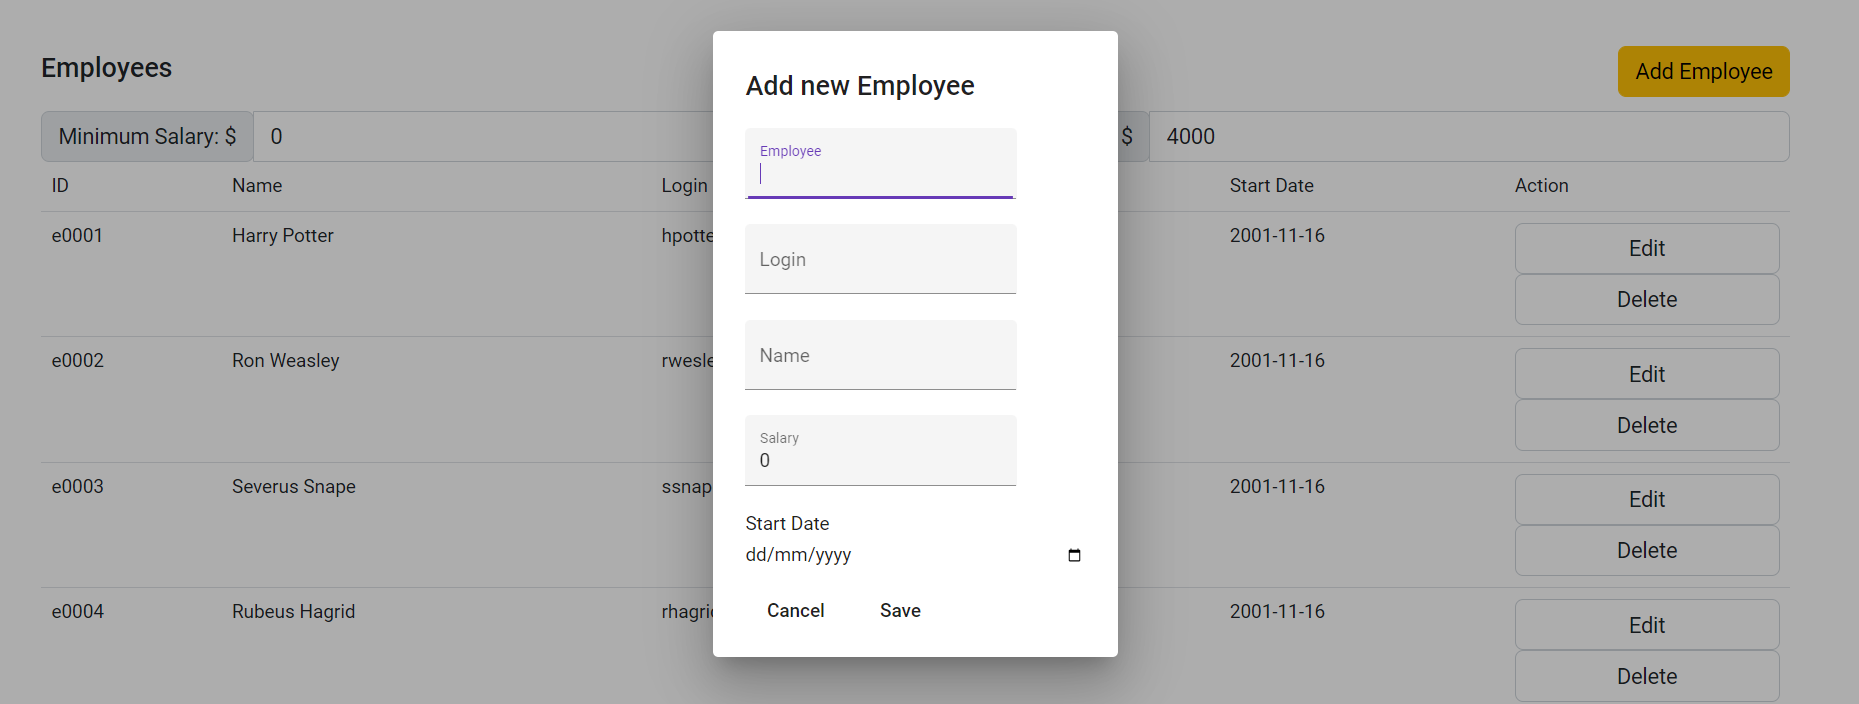 Employees
Add Employee
Minimum Salary: $ 0
$ 4000
ID Name Login Start Date Action
e0001 Harry Potter hpotte 2001-11-16 Edit
Delete
e0002 Ron Weasley rwesle 2001-11-16 Edit
Delete
e0003 Severus Snape ssnap 2001-11-16 Edit
Delete
e0004 Rubeus Hagrid rhagri 2001-11-16 Edit
Delete
Add new Employee
Employee
Login
Name
Salary
0
Start Date
dd/mm/yyyy
Cancel Save